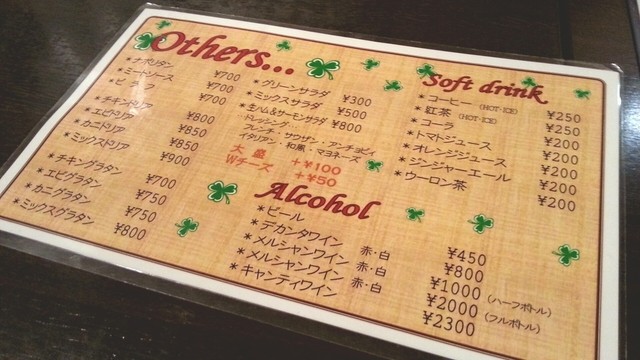 Others...
ナポリタン ¥700
ミートソース ¥700
¥700
チキンドリア ¥800
エビドリア ¥850
カニドリア ¥850
＊ミックスドリア ¥900
チキングラタン ¥700
＊エビグラタン ¥750
＊カニグラタン ¥750
＊ミックスグラタン ¥800
＊グリーンサラダ ¥300
＊ミックスサラダ ¥500
＊生ハム&サーモンサラダ ¥800
ドレッシング
フレンチ・サウザン・アンチョビイ
イタリアン・和風・マヨネーズ
大盛 +¥100
Wチーズ +¥50
Soft drink
＊コーヒー (HOT・ICE) ¥250
＊紅茶 (HOT・ICE) ¥250
＊コーラ ¥200
＊トマトジュース ¥200
＊オレンジジュース ¥200
＊ジンジャーエール ¥200
＊ウーロン茶 ¥200
Alcohol
＊ビール ¥450
＊デカンタワイン 赤・白 ¥800
＊メルシャンワイン 赤・白 ¥1000 (ハーフボトル)
＊メルシャンワイン 赤・白 ¥2000 (フルボトル)
＊キャンティワイン ¥2300